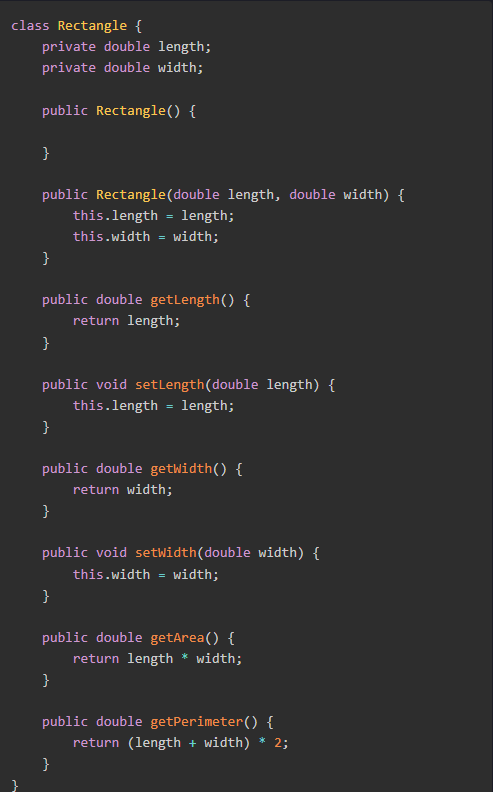 class Rectangle {
    private double length;
    private double width;

    public Rectangle() {

    }

    public Rectangle(double length, double width) {
        this.length = length;
        this.width = width;
    }

    public double getLength() {
        return length;
    }

    public void setLength(double length) {
        this.length = length;
    }

    public double getWidth() {
        return width;
    }

    public void setWidth(double width) {
        this.width = width;
    }

    public double getArea() {
        return length * width;
    }

    public double getPerimeter() {
        return (length + width) * 2;
    }
}